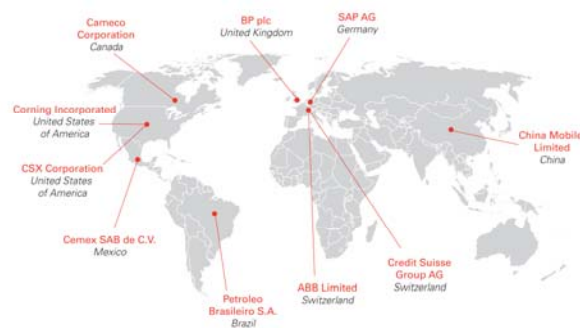 Cameco
Corporation
Canada
BP plc
United Kingdom
SAP AG
Germany
Corning Incorporated
United States
of America
China Mobile
Limited
China
CSX Corporation
United States
of America
Cemex SAB de C.V.
Mexico
Petroleo
Brasileiro S.A.
Brazil
ABB Limited
Switzerland
Credit Suisse
Group AG
Switzerland